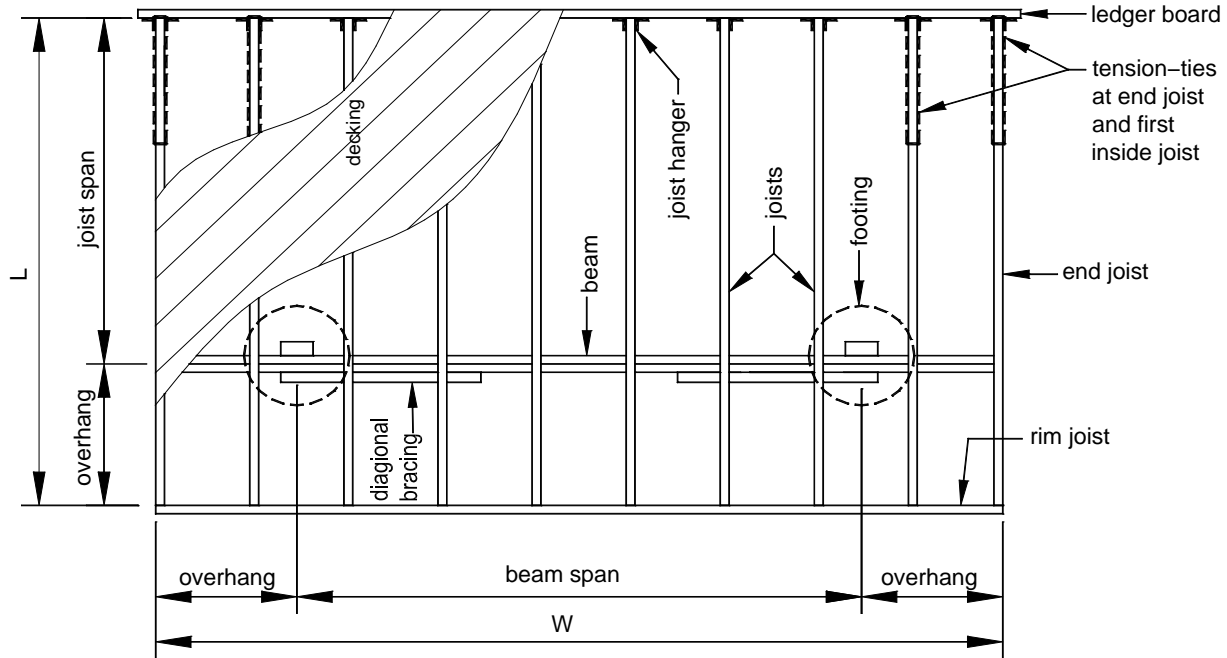 ledger board
tension–ties
at end joist
and first
inside joist
decking
joist hanger
joists
footing
joist span
L
beam
end joist
overhang
diagional
bracing
rim joist
overhang
beam span
overhang
W